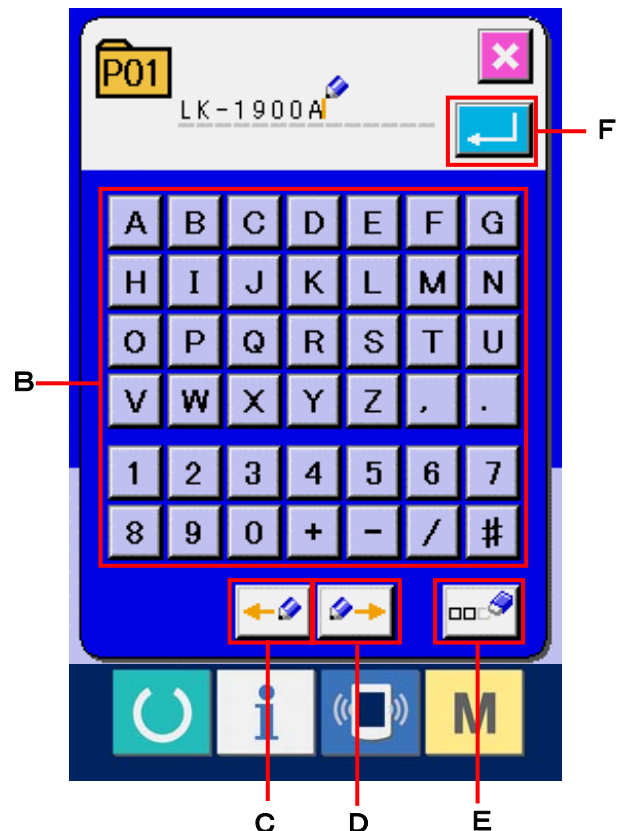 P01
LK-1900A
F
A B C D E F G
H I J K L M N
O P Q R S T U
B
V W X Y Z , .
1 2 3 4 5 6 7
8 9 0 + - / #
i M
C D E